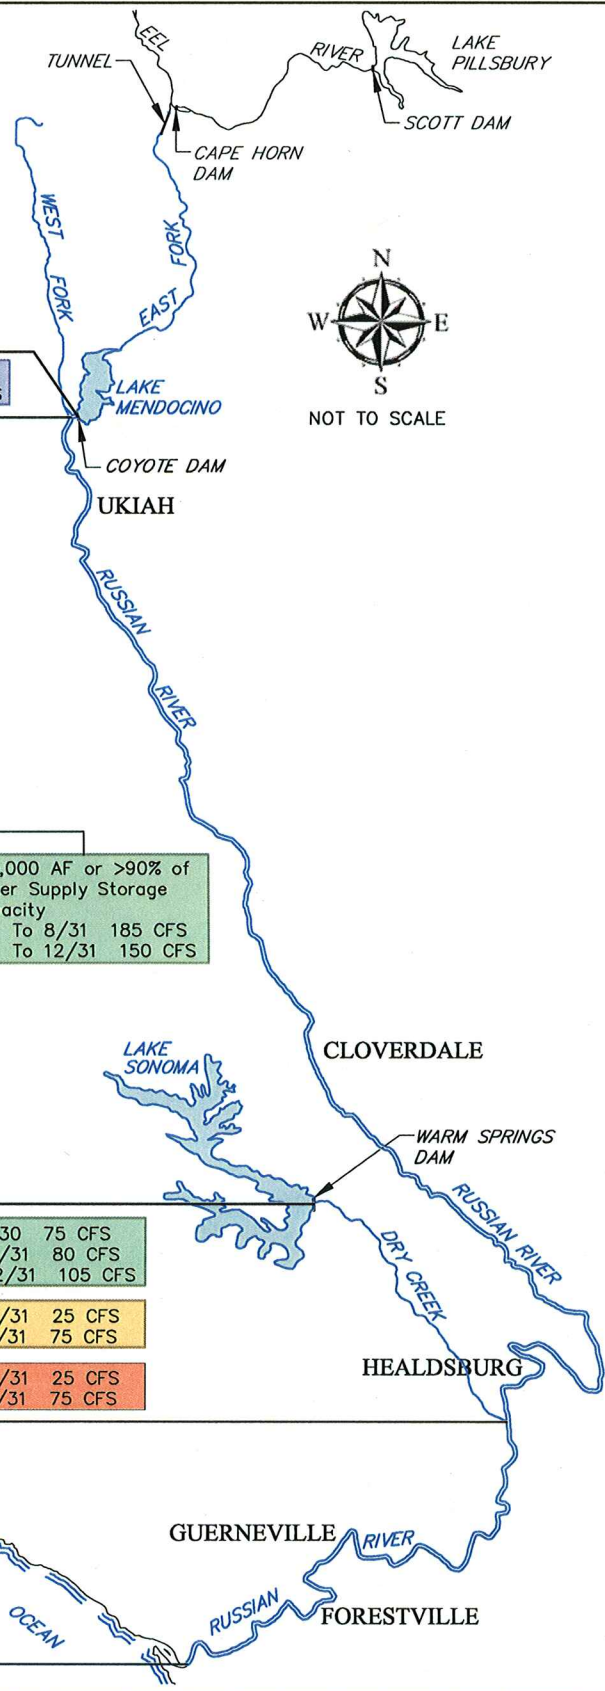 EEL
RIVER
LAKE
PILLSBURY
TUNNEL
SCOTT DAM
CAPE HORN
DAM
WEST
FORK
EAST
FORK
N
W E
S
NOT TO SCALE
LAKE
MENDOCINO
COYOTE DAM
UKIAH
RUSSIAN
RIVER
,000 AF or >90% of
er Supply Storage
acity
To 8/31 185 CFS
To 12/31 150 CFS
CLOVERDALE
LAKE
SONOMA
WARM SPRINGS
DAM
RUSSIAN RIVER
DRY CREEK
30 75 CFS
/31 80 CFS
2/31 105 CFS
/31 25 CFS
/31 75 CFS
/31 25 CFS
/31 75 CFS
HEALDSBURG
GUERNEVILLE
RIVER
RUSSIAN
FORESTVILLE
OCEAN